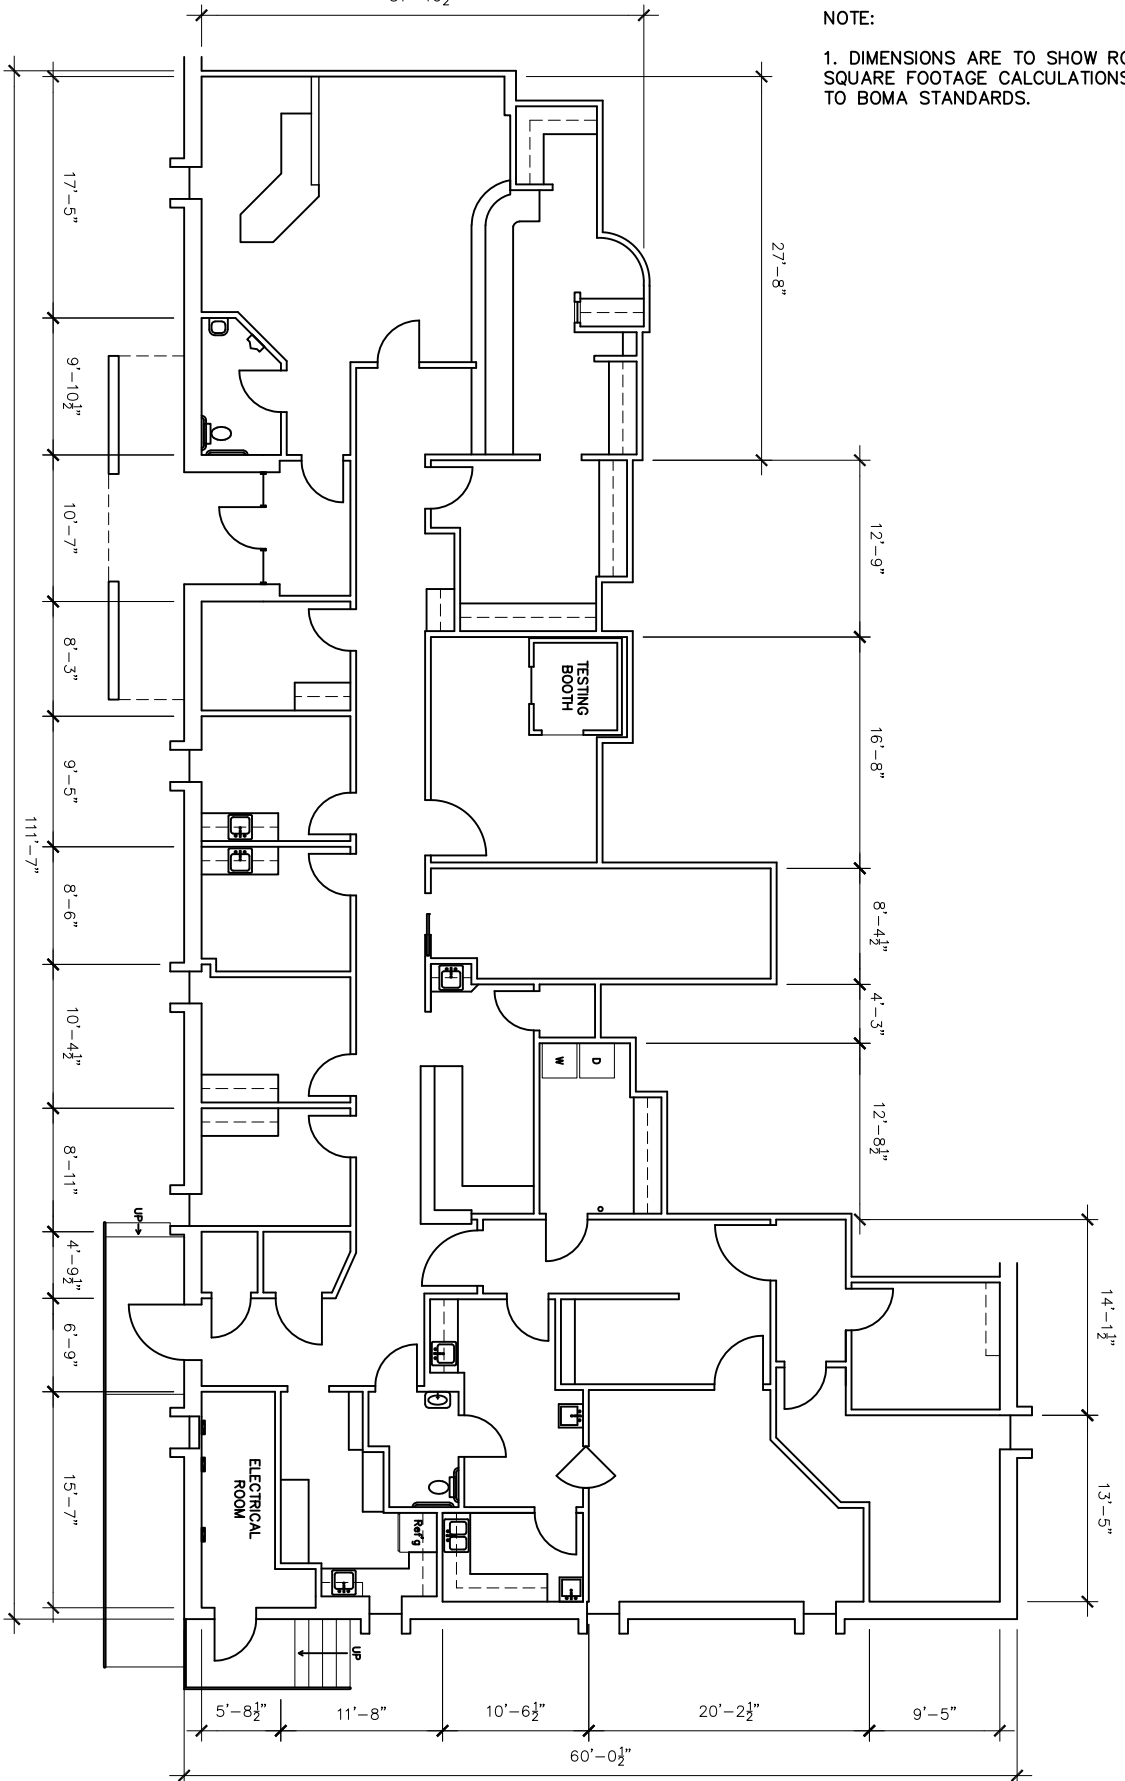 NOTE:
1. DIMENSIONS ARE TO SHOW
SQUARE FOOTAGE CALCULATIONS
TO BOMA STANDARDS.
27'-8"
17'-5"
9'-10½"
10'-7"
12'-9"
8'-3"
TESTING
BOOTH
16'-8"
9'-5"
111'-7"
8'-6"
8'-4½"
10'-4½"
4'-3"
W
D
12'-8½"
8'-11"
UP
4'-9½"
6'-9"
14'-1½"
15'-7"
ELECTRICAL
ROOM
Ref'g
13'-5"
UP
5'-8½"
11'-8"
10'-6½"
20'-2½"
9'-5"
60'-0½"